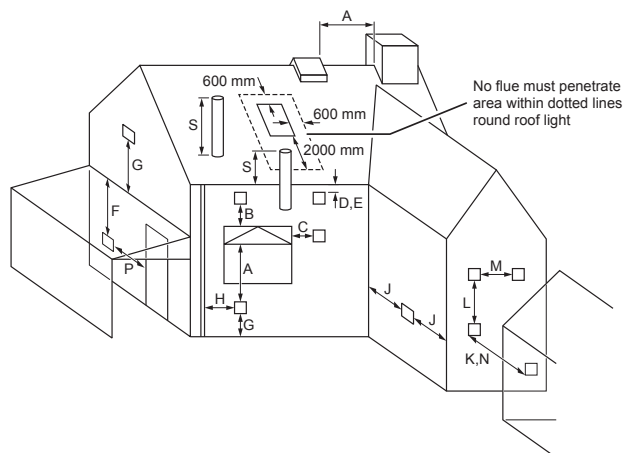 A
600 mm
No flue must penetrate
area within dotted lines
round roof light
600 mm
S
2000 mm
G
S
D,E
F
B
C
P
A
M
J
L
H
J
G
K,N